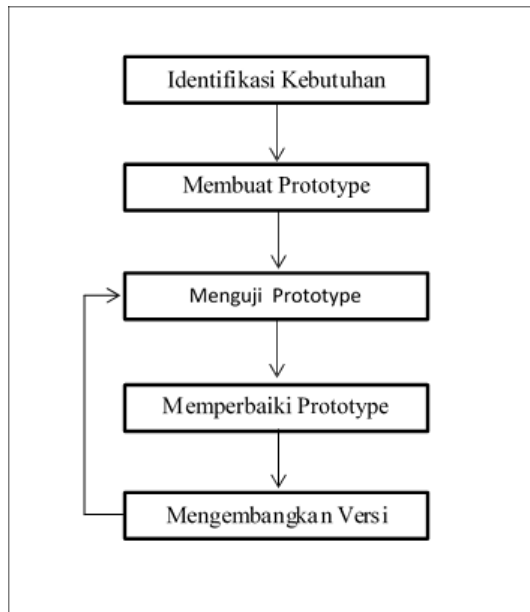 Identifikasi Kebutuhan
Membuat Prototype
Menguji Prototype
Memperbaiki Prototype
Mengembangkan Versi